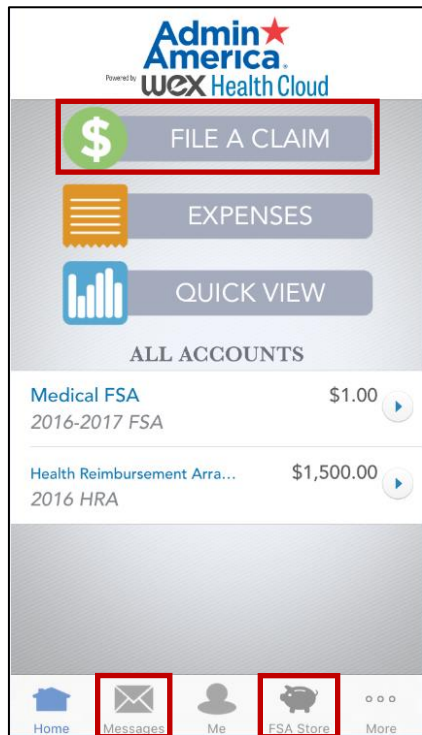 Admin
America
Powered by WEX Health Cloud
$ FILE A CLAIM
EXPENSES
QUICK VIEW
ALL ACCOUNTS
Medical FSA $1.00
2016-2017 FSA
Health Reimbursement Arra... $1,500.00
2016 HRA
Home Messages Me FSA Store More